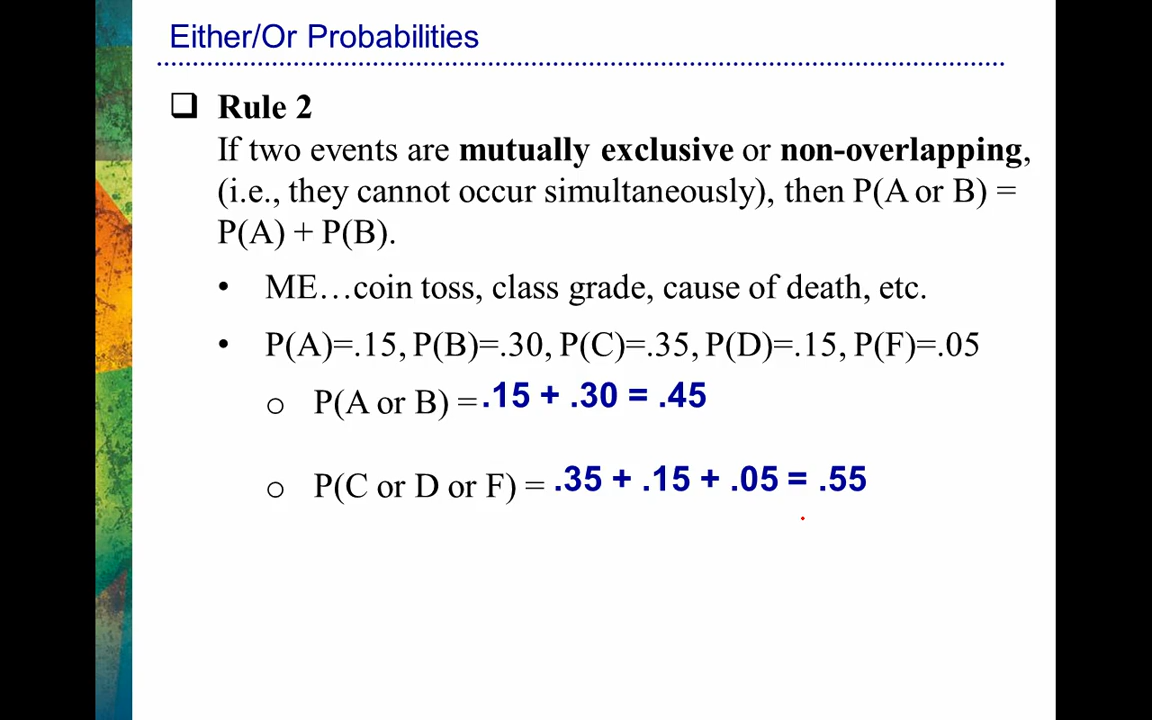 Either/Or Probabilities
Rule 2
If two events are mutually exclusive or non-overlapping,
(i.e., they cannot occur simultaneously), then P(A or B) =
P(A) + P(B).
• ME…coin toss, class grade, cause of death, etc.
• P(A)=.15, P(B)=.30, P(C)=.35, P(D)=.15, P(F)=.05
o P(A or B) = .15 + .30 = .45
o P(C or D or F) = .35 + .15 + .05 = .55